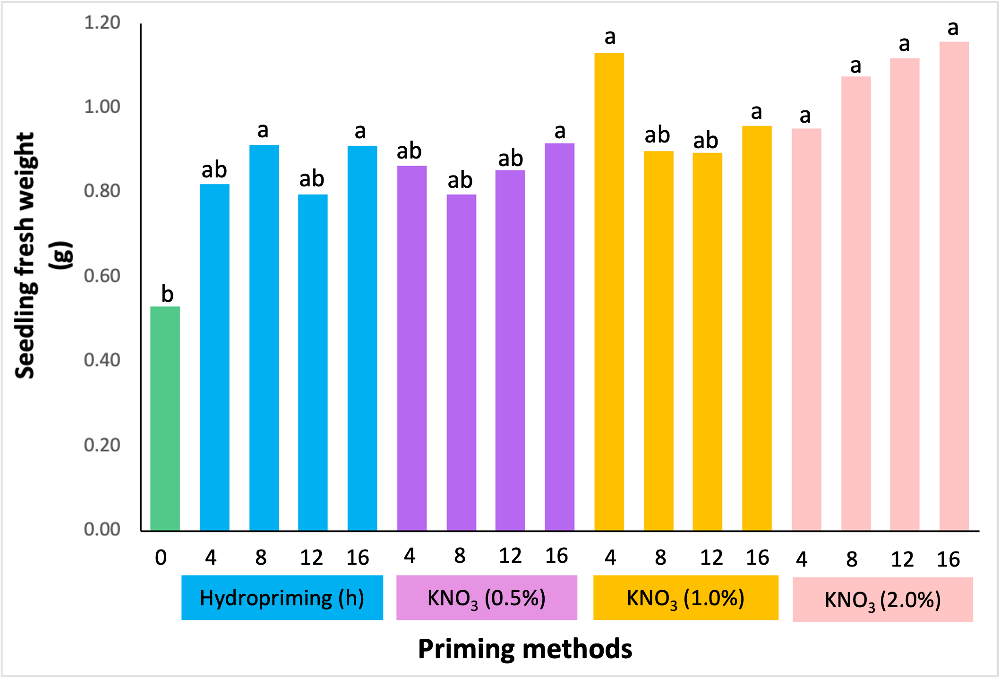 1.20
1.00
0.80
0.60
0.40
0.20
0.00
Seedling fresh weight
(g)
b
ab
a
ab
a
ab
ab
ab
a
a
ab
ab
a
a
a
a
a
0 4 8 12 16 4 8 12 16 4 8 12 16 4 8 12 16
Hydropriming (h)
KNO₃ (0.5%)
KNO₃ (1.0%)
KNO₃ (2.0%)
Priming methods